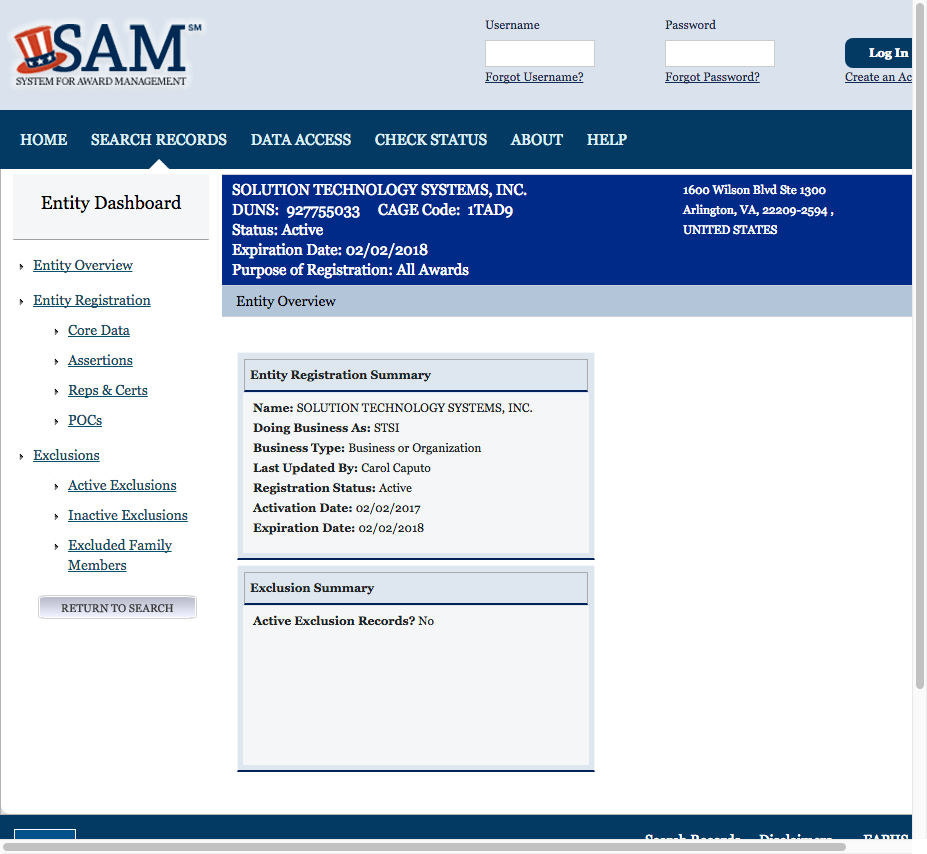 SAM SM
SYSTEM FOR AWARD MANAGEMENT
Username
Password
Forgot Username?
Forgot Password?
Log In
Create an Ac
HOME SEARCH RECORDS DATA ACCESS CHECK STATUS ABOUT HELP
Entity Dashboard
Entity Overview
Entity Registration
Core Data
Assertions
Reps & Certs
POCs
Exclusions
Active Exclusions
Inactive Exclusions
Excluded Family
Members
RETURN TO SEARCH
SOLUTION TECHNOLOGY SYSTEMS, INC.
DUNS: 927755033 CAGE Code: 1TAD9
Status: Active
Expiration Date: 02/02/2018
Purpose of Registration: All Awards
1600 Wilson Blvd Ste 1300
Arlington, VA, 22209-2594 ,
UNITED STATES
Entity Overview
Entity Registration Summary
Name: SOLUTION TECHNOLOGY SYSTEMS, INC.
Doing Business As: STSI
Business Type: Business or Organization
Last Updated By: Carol Caputo
Registration Status: Active
Activation Date: 02/02/2017
Expiration Date: 02/02/2018
Exclusion Summary
Active Exclusion Records? No
Search Records Disclaimers FAPIIS